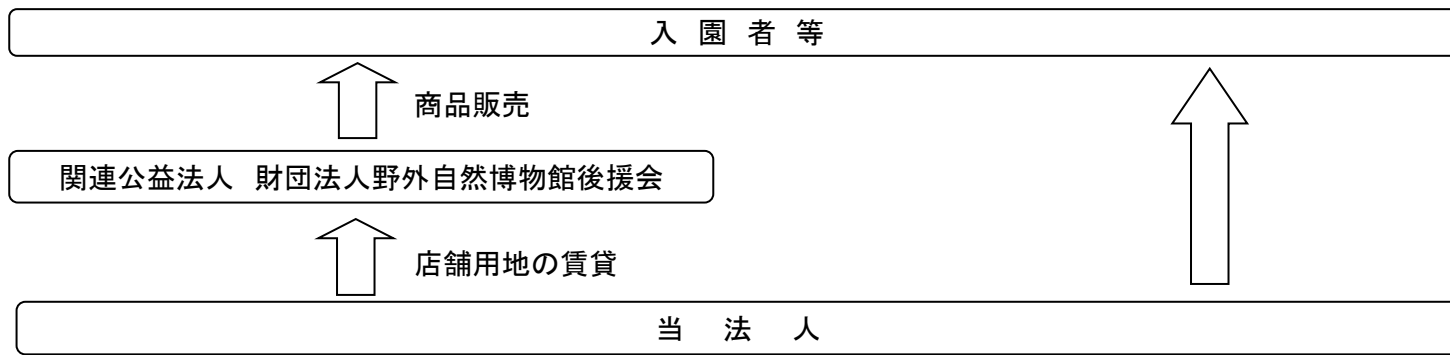 入 園 者 等
商品販売
関連公益法人 財団法人野外自然博物館後援会
店舗用地の賃貸
当 法 人